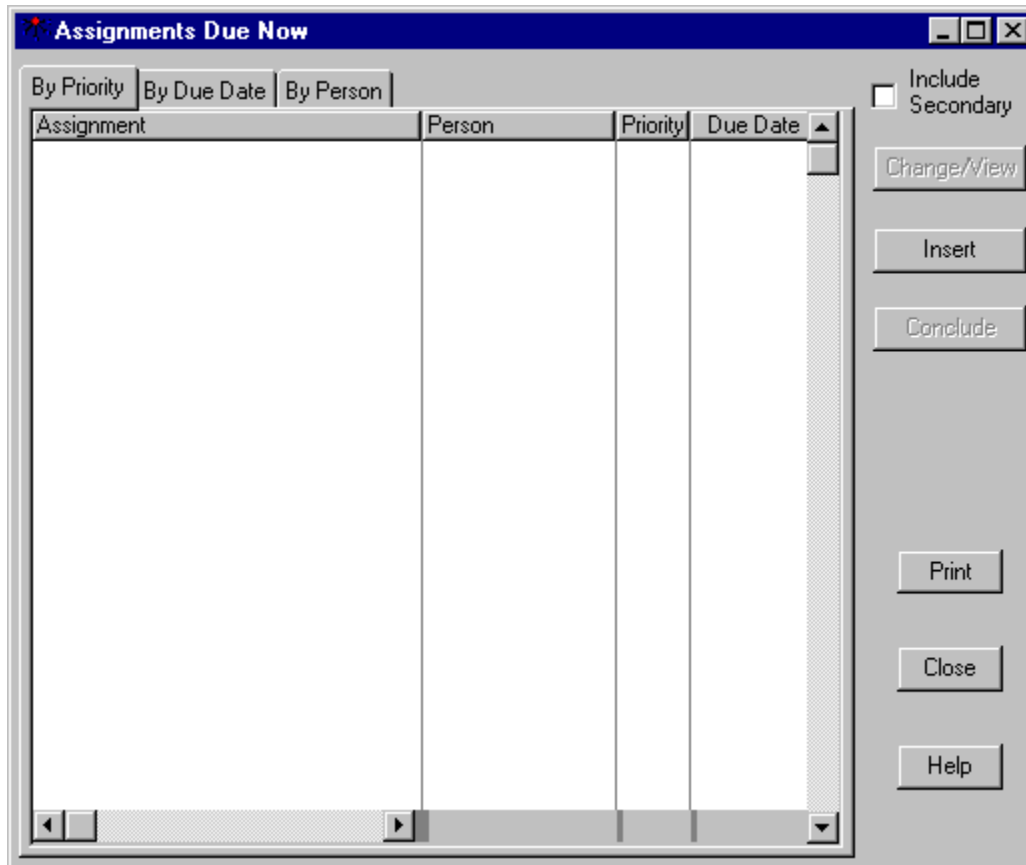 Assignments Due Now
By Priority By Due Date By Person
Include
Secondary
Assignment Person Priority Due Date
Change/View
Insert
Conclude
Print
Close
Help